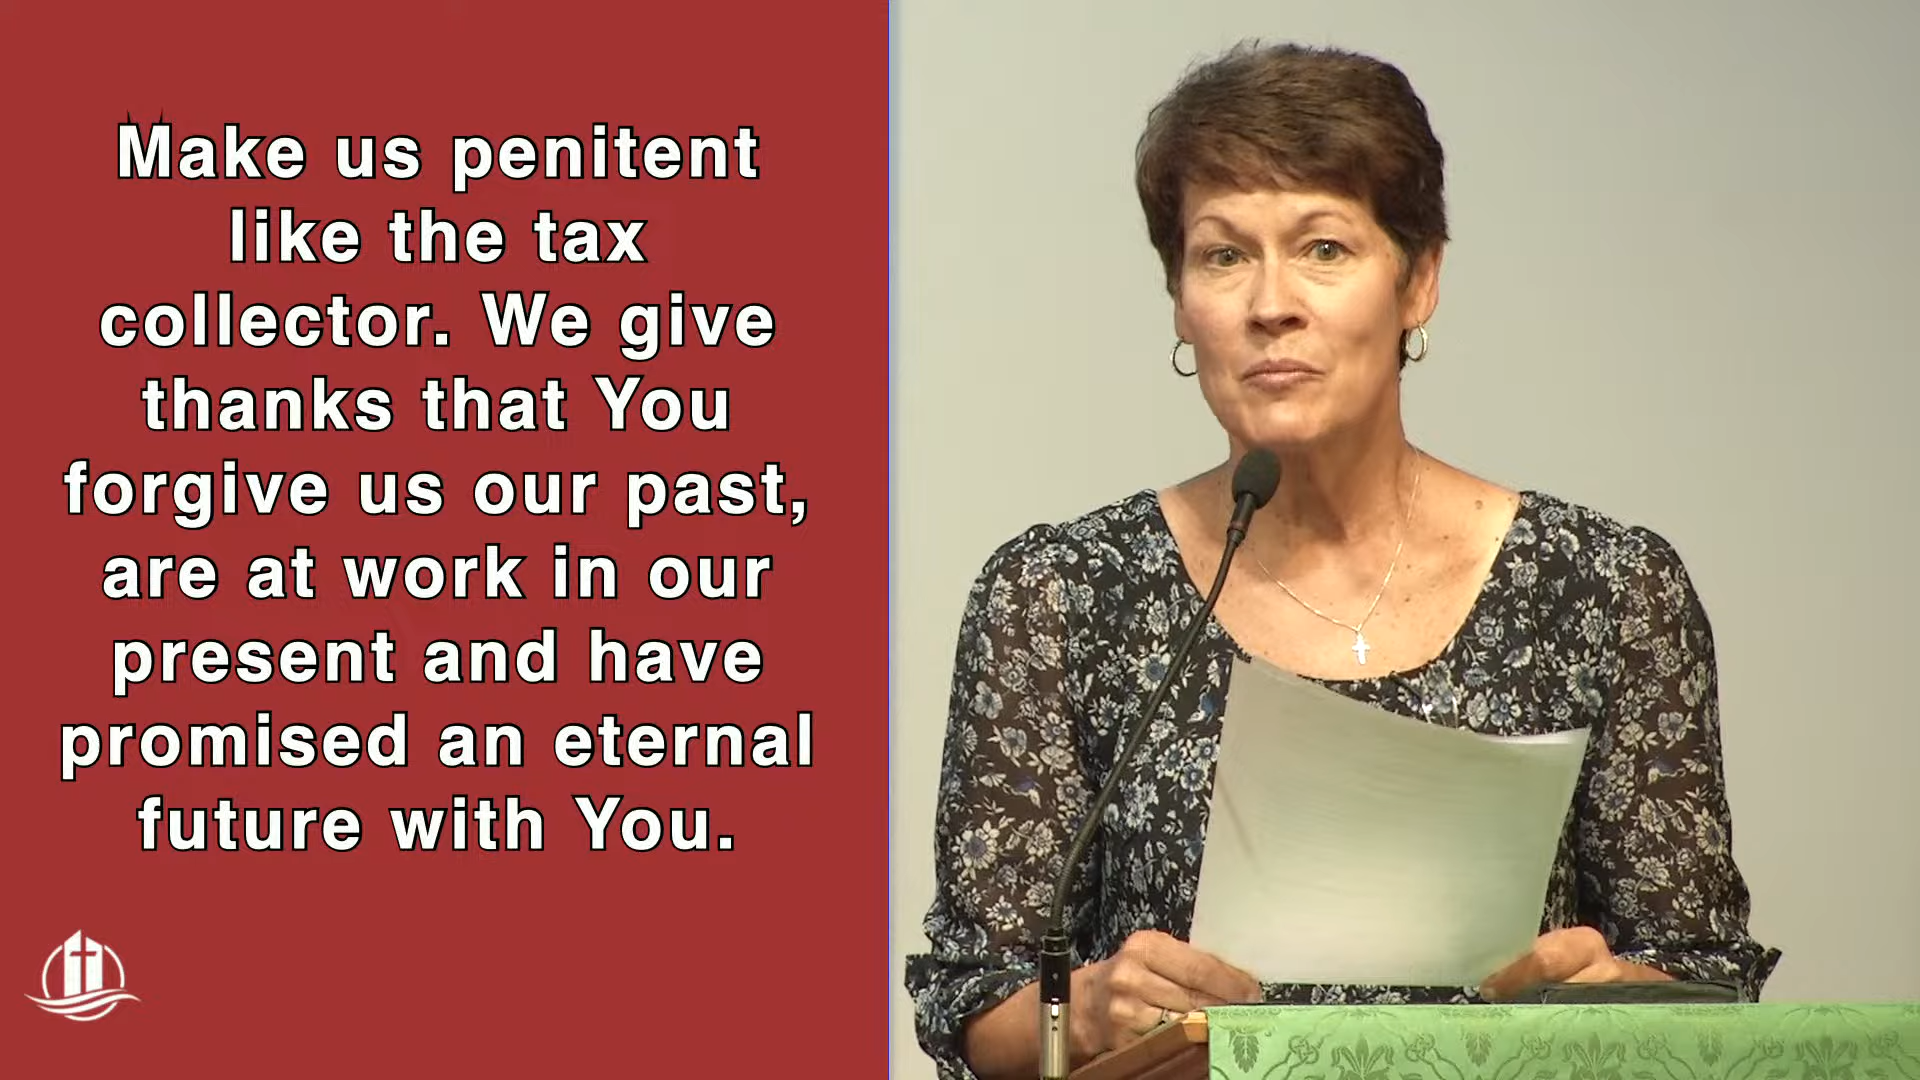 Make us penitent
like the tax
collector. We give
thanks that You
forgive us our past,
are at work in our
present and have
promised an eternal
future with You.